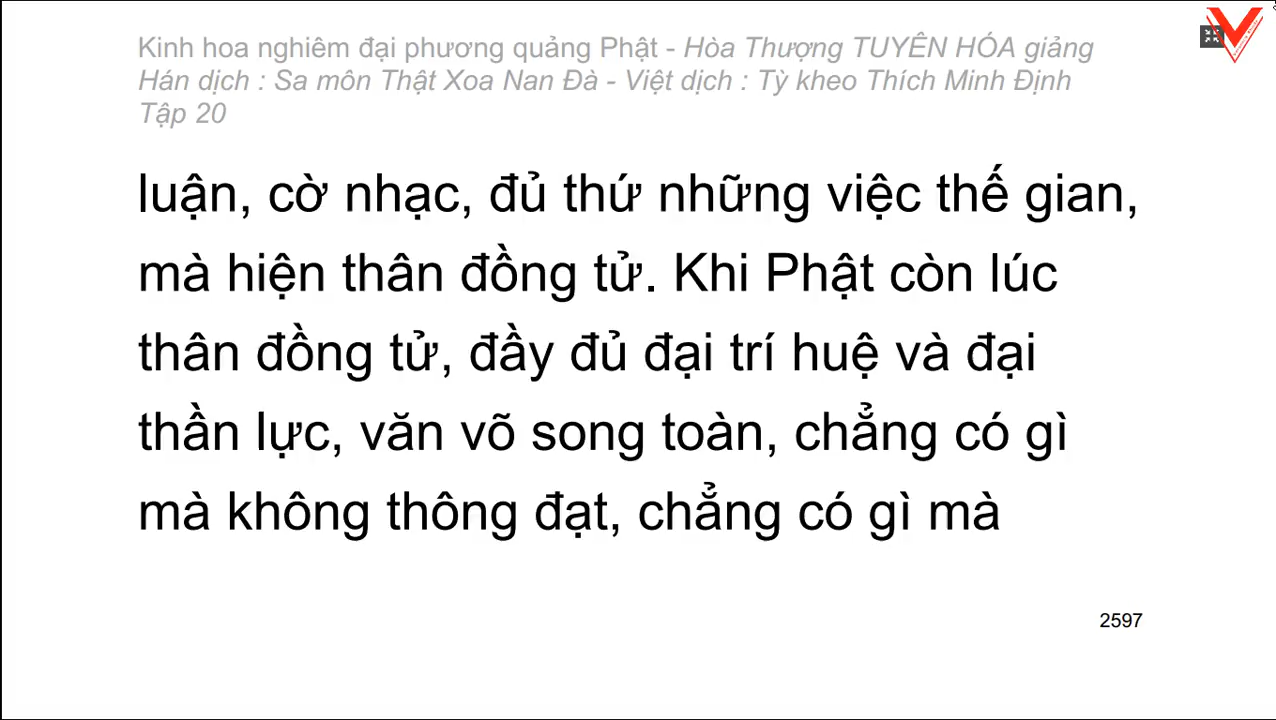 Kinh hoa nghiêm đại phương quảng Phật - Hòa Thượng TUYÊN HÓA giảng
Hán dịch : Sa môn Thật Xoa Nan Đà - Việt dịch : Tỳ kheo Thích Minh Định
Tập 20
luận, cờ nhạc, đủ thứ những việc thế gian,
mà hiện thân đồng tử. Khi Phật còn lúc
thân đồng tử, đầy đủ đại trí huệ và đại
thần lực, văn võ song toàn, chẳng có gì
mà không thông đạt, chẳng có gì mà
2597